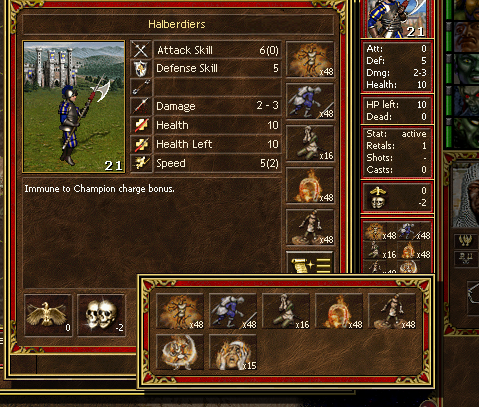 Halberdiers
Attack Skill 6(0)
Defense Skill 5
Damage 2 - 3
Health 10
Health Left 10
Speed 5(2)
21
Immune to Champion charge bonus.
0
-2
x48
x48
x16
x48
x48
21
Att: 0
Def: 5
Dmg: 2-3
Health: 10
HP left: 10
Dead: 0
Stat: active
Retals: 1
Shots: -
Casts: 0
0
-2
x48
x48
x16
x48
x48
x48
x48
x16
x48
x48
x15